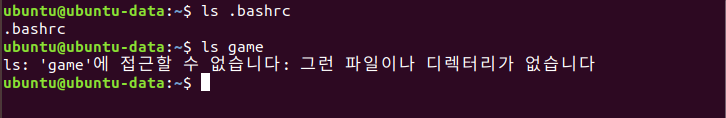 ubuntu@ubuntu-data:~$ ls .bashrc
.bashrc
ubuntu@ubuntu-data:~$ ls game
ls: 'game'에 접근할 수 없습니다: 그런 파일이나 디렉터리가 없습니다
ubuntu@ubuntu-data:~$